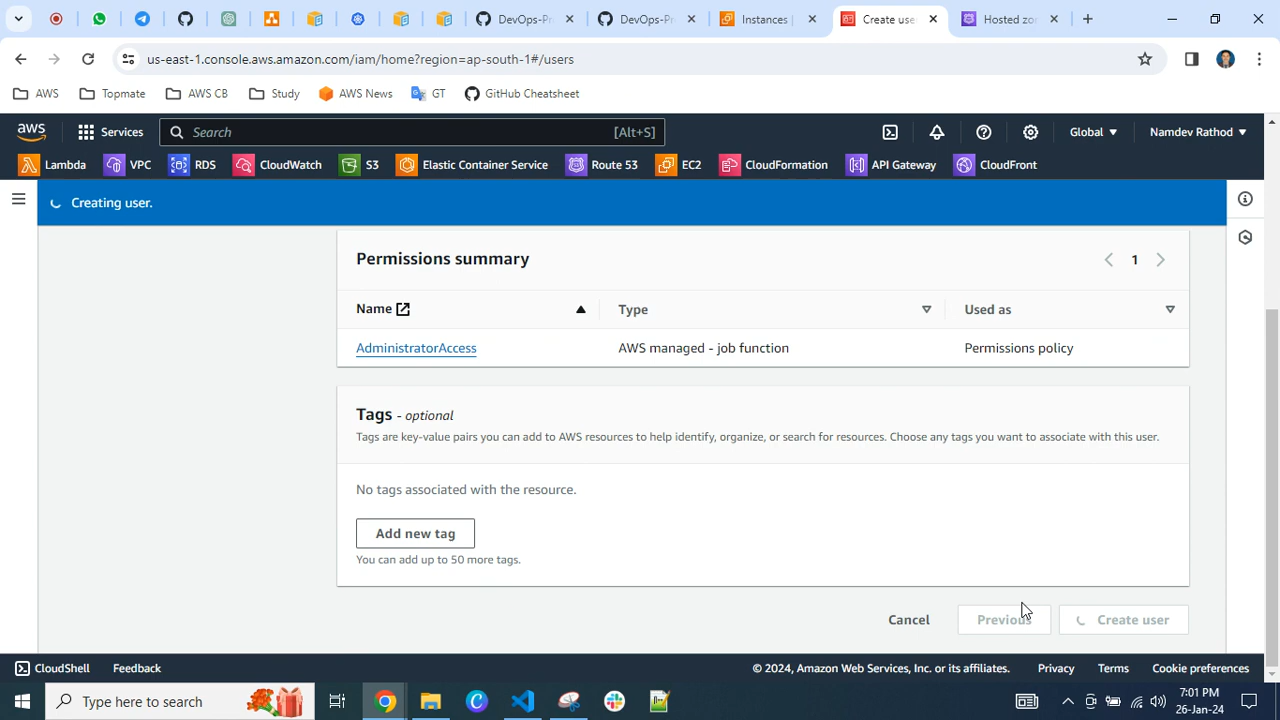 DevOps-Pr
DevOps-Pr
Instances |
Create use
Hosted zo
us-east-1.console.aws.amazon.com/iam/home?region=ap-south-1#/users
AWS
Topmate
AWS CB
Study
AWS News
GT
GitHub Cheatsheet
aws
Services
Search
[Alt+S]
Global
Namdev Rathod
Lambda
VPC
RDS
CloudWatch
S3
Elastic Container Service
Route 53
EC2
CloudFormation
API Gateway
CloudFront
Creating user.
Permissions summary
1
Name
Type
Used as
AdministratorAccess
AWS managed - job function
Permissions policy
Tags - optional
Tags are key-value pairs you can add to AWS resources to help identify, organize, or search for resources. Choose any tags you want to associate with this user.
No tags associated with the resource.
Add new tag
You can add up to 50 more tags.
Cancel
Previous
Create user
CloudShell
Feedback
© 2024, Amazon Web Services, Inc. or its affiliates.
Privacy
Terms
Cookie preferences
Type here to search
7:01 PM
26-Jan-24